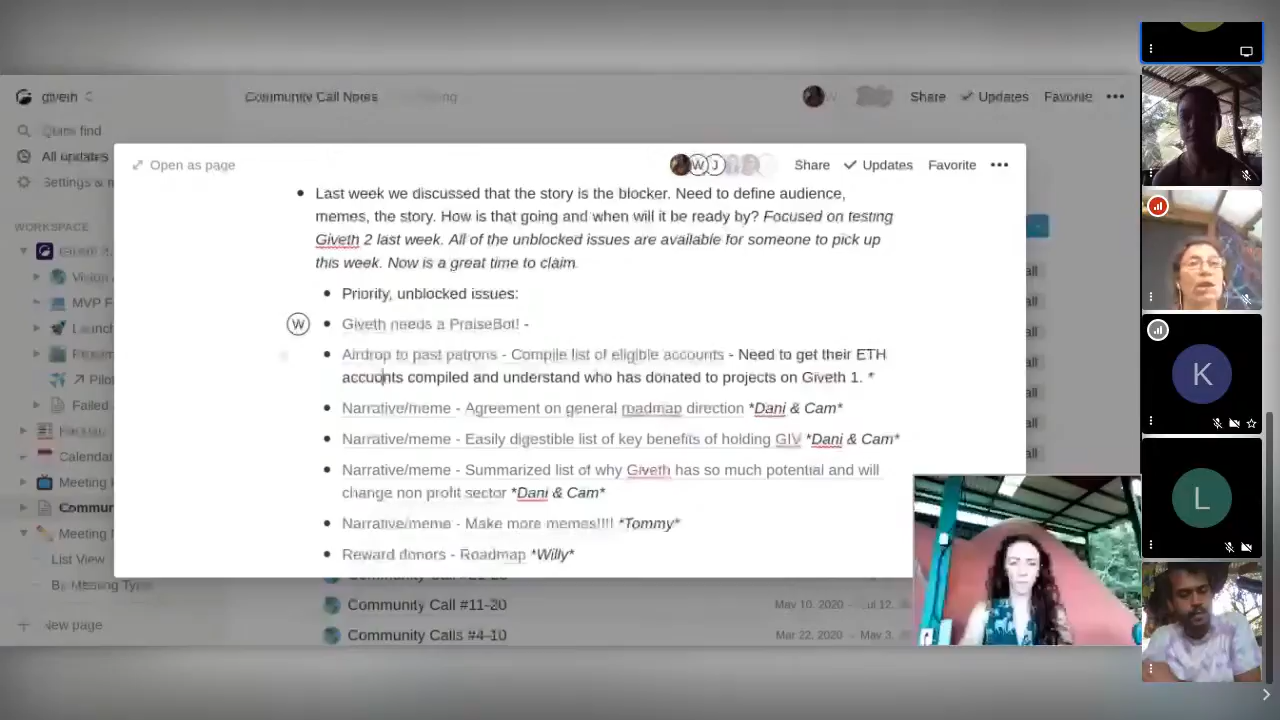 giveth
Community Call Notes
Share
Updates
Favorite
Quick find
All updates
Settings & m
WORKSPACE
Vision
MVP F
Launch
Pilot
Failed
Calendar
Meeting
Commun
Meeting
List View
By Meeting Type
New page
Open as page
W
J
Share
Updates
Favorite
Last week we discussed that the story is the blocker. Need to define audience,
memes, the story. How is that going and when will it be ready by? Focused on testing
Giveth 2 last week. All of the unblocked issues are available for someone to pick up
this week. Now is a great time to claim.
Priority, unblocked issues:
W
Giveth needs a PraiseBot! -
Airdrop to past patrons - Compile list of eligible accounts - Need to get their ETH
accounts compiled and understand who has donated to projects on Giveth 1. *
Narrative/meme - Agreement on general roadmap direction *Dani & Cam*
Narrative/meme - Easily digestible list of key benefits of holding GIV *Dani & Cam*
Narrative/meme - Summarized list of why Giveth has so much potential and will
change non profit sector *Dani & Cam*
Narrative/meme - Make more memes!!!! *Tommy*
Reward donors - Roadmap *Willy*
Community Call #11-20
May 10, 2020
Community Calls #4-10
Mar 22, 2020 - May 3,
K
L